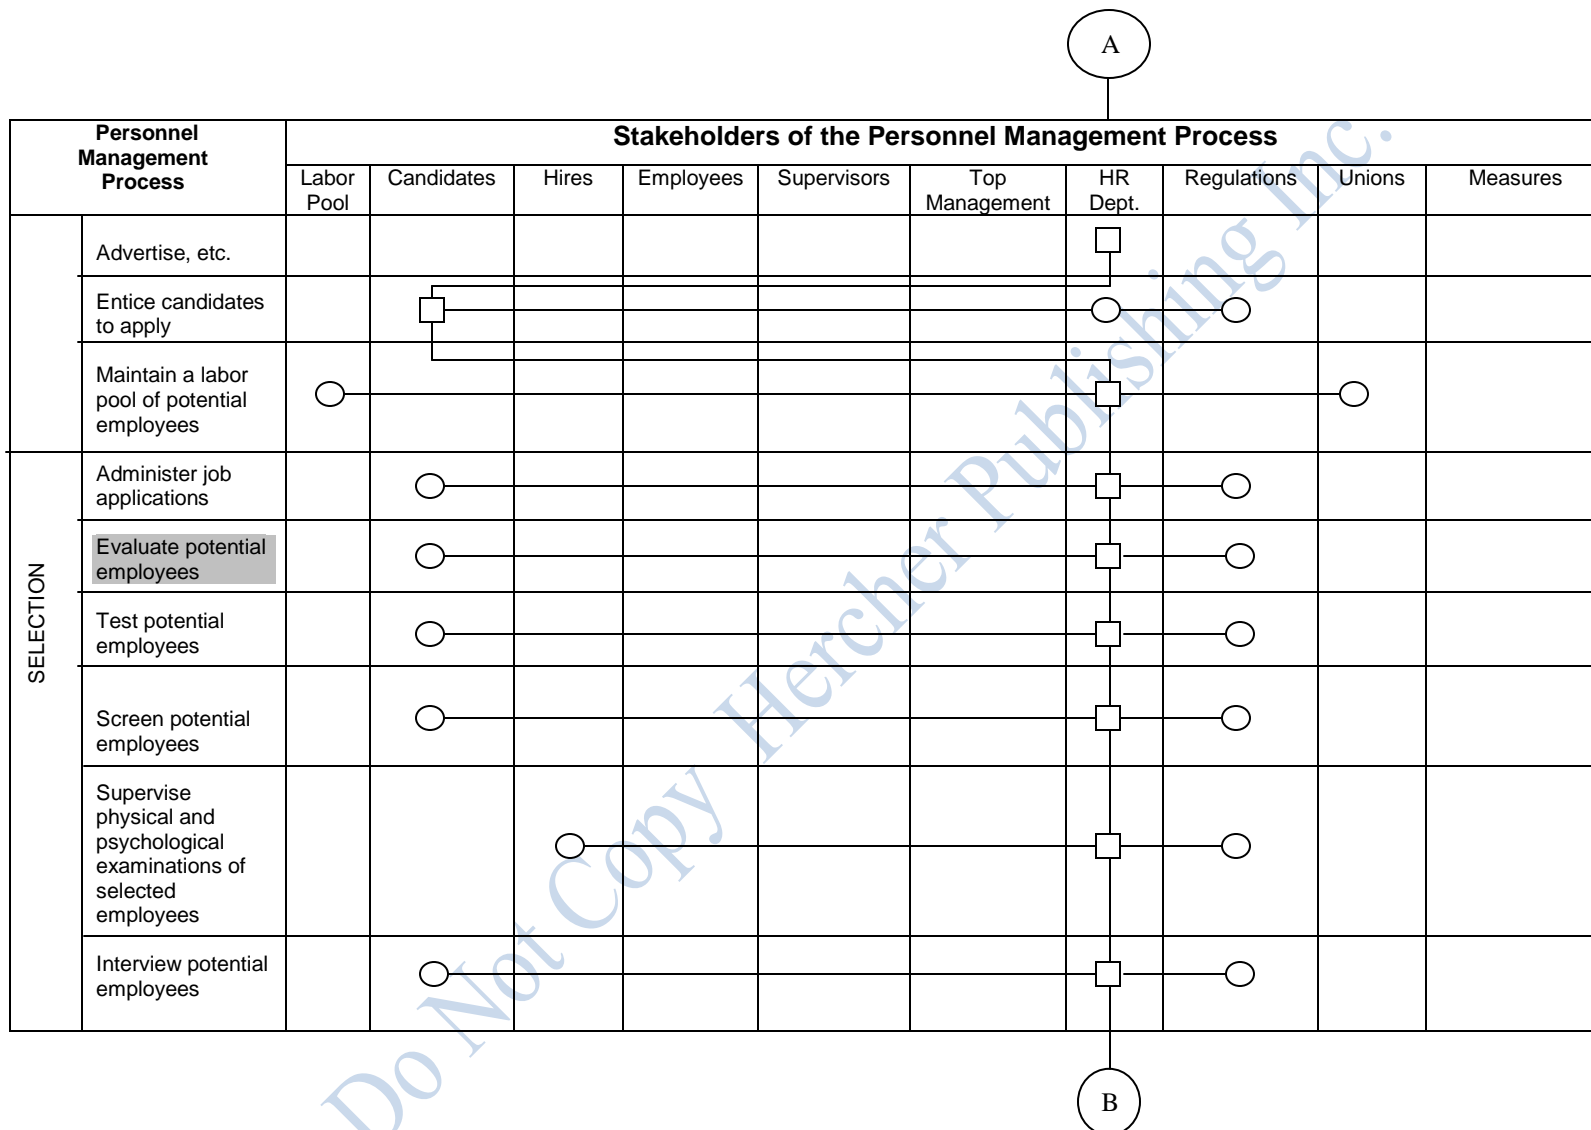 A
Personnel
Management
Process
Stakeholders of the Personnel Management Process
Labor
Pool
Candidates
Hires
Employees
Supervisors
Top
Management
HR
Dept.
Regulations
Unions
Measures
Advertise, etc.
Entice candidates
to apply
Maintain a labor
pool of potential
employees
SELECTION
Administer job
applications
Evaluate potential
employees
Test potential
employees
Screen potential
employees
Supervise
physical and
psychological
examinations of
selected
employees
Interview potential
employees
B
Do Not Copy Hercher Publishing Inc.